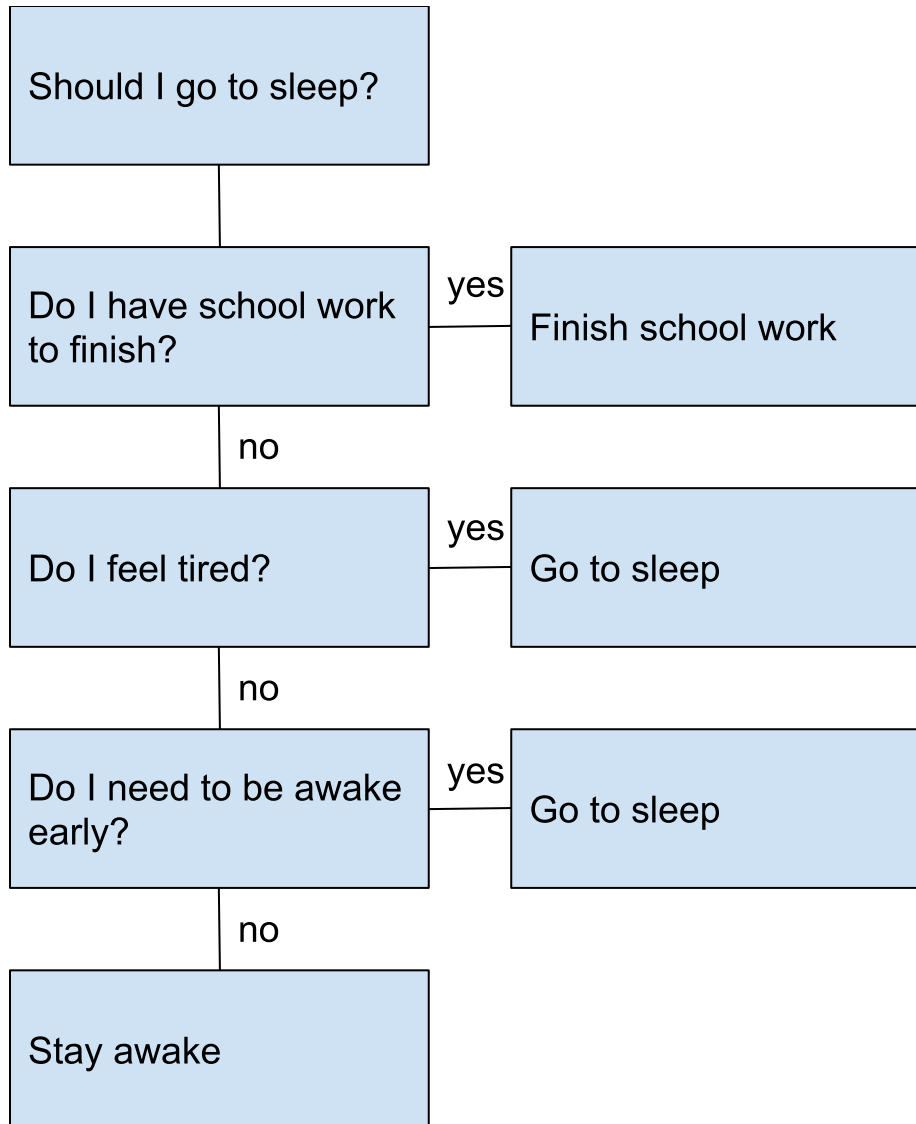 Should I go to sleep?
Do I have school work
to finish?
yes
Finish school work
no
Do I feel tired?
yes
Go to sleep
no
Do I need to be awake
early?
yes
Go to sleep
no
Stay awake